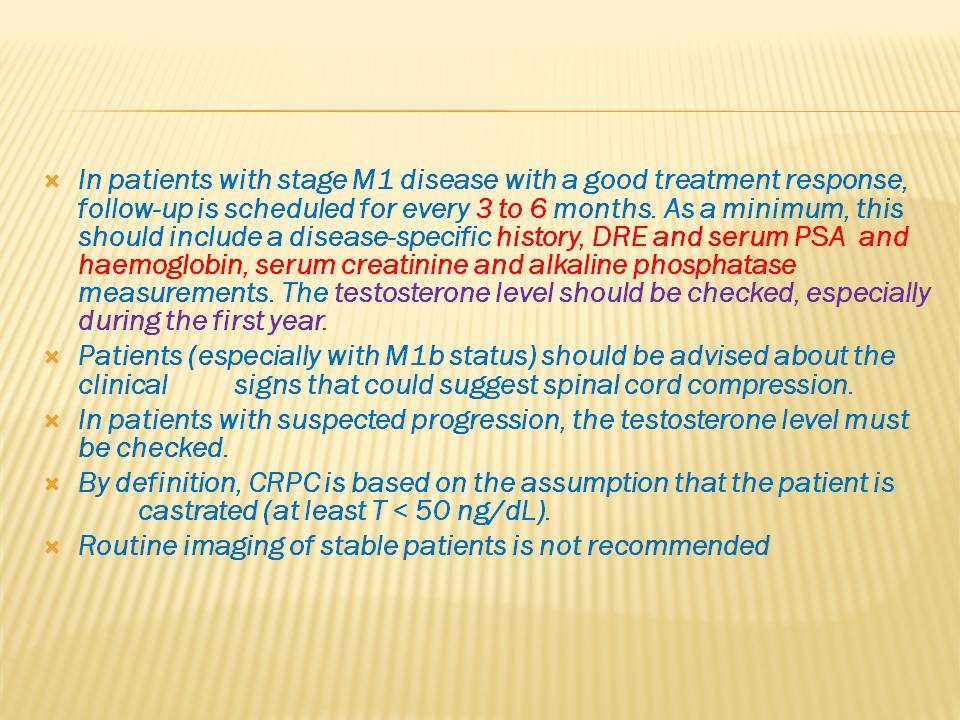 In patients with stage M1 disease with a good treatment response,
follow-up is scheduled for every 3 to 6 months. As a minimum, this
should include a disease-specific history, DRE and serum PSA and
haemoglobin, serum creatinine and alkaline phosphatase
measurements. The testosterone level should be checked, especially
during the first year.
Patients (especially with M1b status) should be advised about the
clinical signs that could suggest spinal cord compression.
In patients with suspected progression, the testosterone level must
be checked.
By definition, CRPC is based on the assumption that the patient is
castrated (at least T < 50 ng/dL).
Routine imaging of stable patients is not recommended